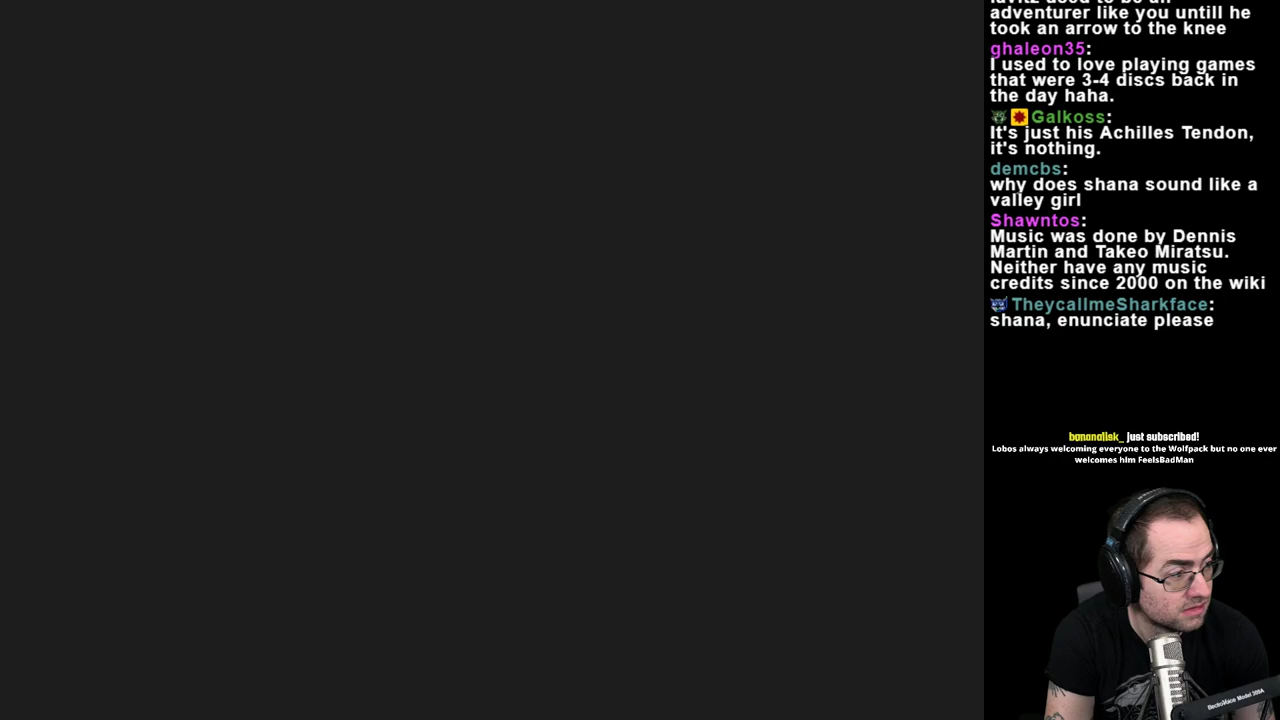 adventurer like you untill he
took an arrow to the knee
ghaleon35:
I used to love playing games
that were 3-4 discs back in
the day haha.
Galkoss:
It's just his Achilles Tendon,
it's nothing.
demcbs:
why does shana sound like a
valley girl
Shawntos:
Music was done by Dennis
Martin and Takeo Miratsu.
Neither have any music
credits since 2000 on the wiki
TheycallmeSharkface:
shana, enunciate please
bananalisk_ just subscribed!
Lobos always welcoming everyone to the Wolfpack but no one ever
welcomes him FeelsBadMan
ElectroVoice Model 309A